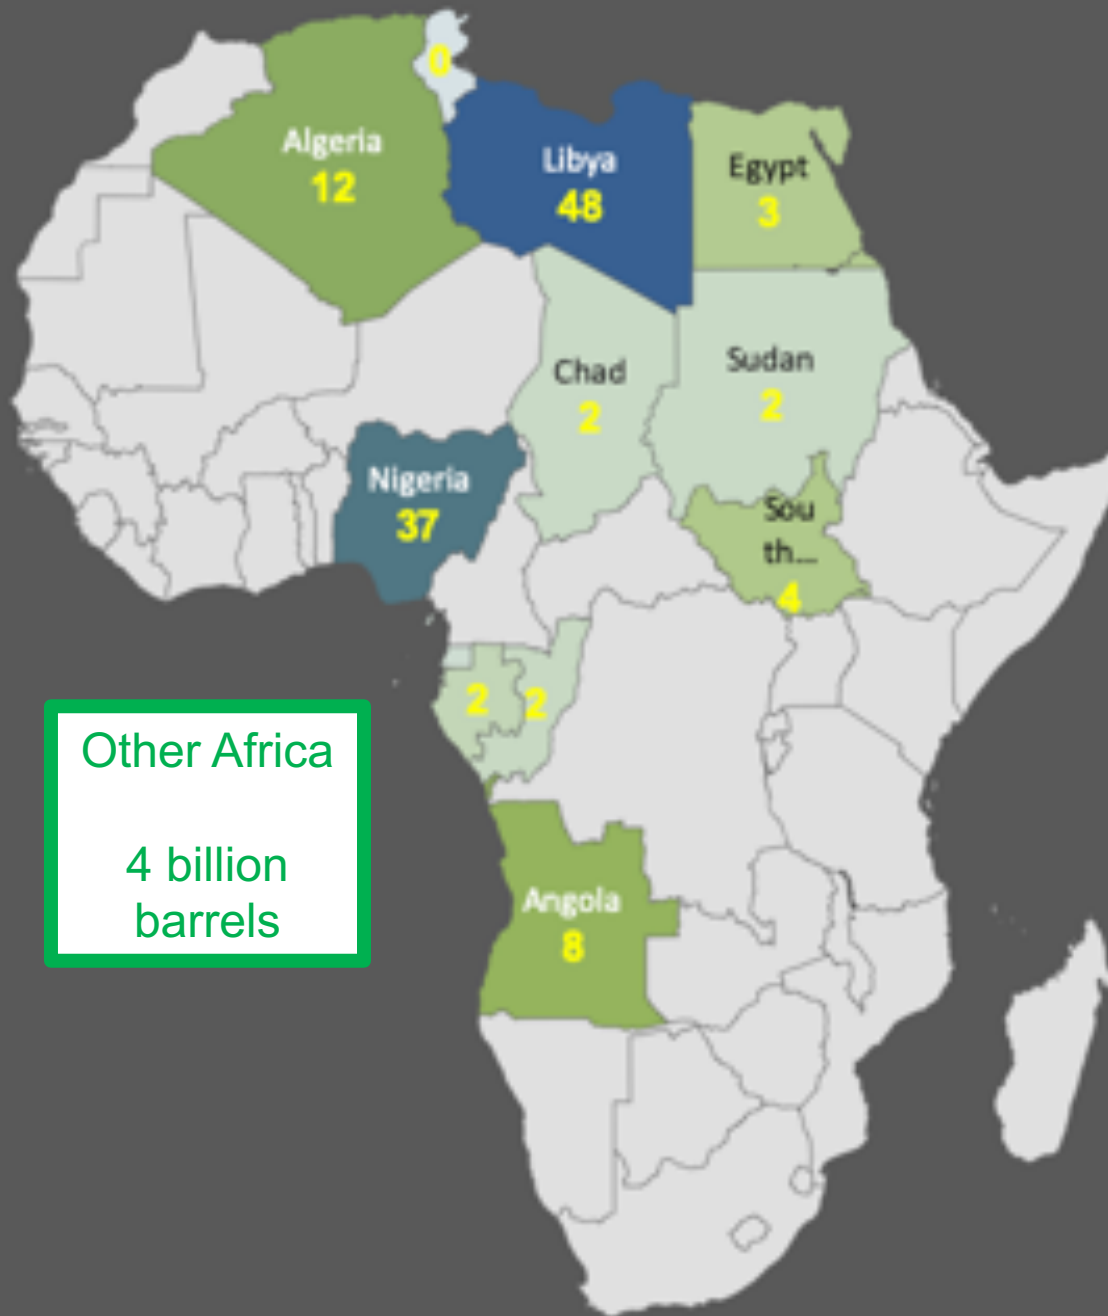 0
Algeria
12
Libya
48
Egypt
3
Chad
2
Sudan
2
Nigeria
37
Sou
th...
4
2
2
Other Africa
4 billion
barrels
Angola
8